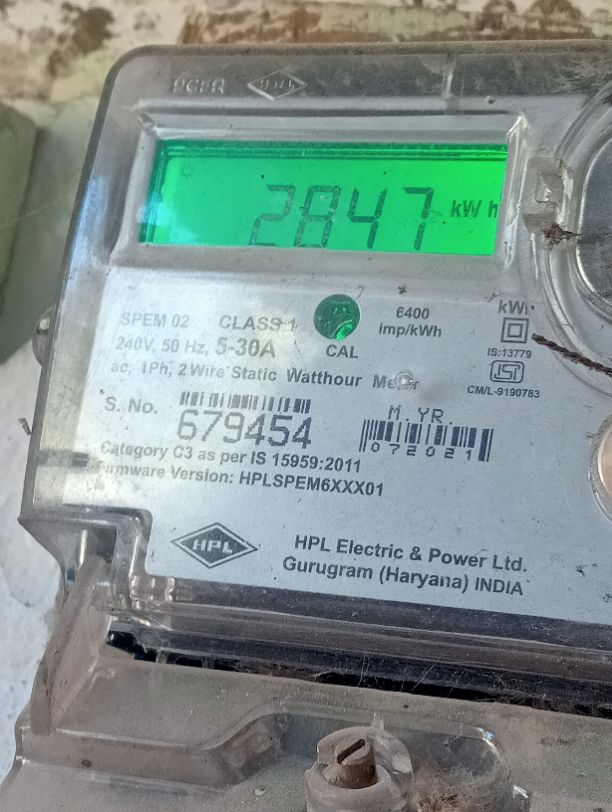 HPL
2847 kWh
SPEM 02 CLASS 1 6400 kWh
240V, 50 Hz, 5-30A CAL imp/kWh
IS:13779
ac, 1Ph, 2 Wire Static Watthour Meter
CM/L-9190783
S. No. 679454 M. YR.
072021
Category C3 as per IS 15959:2011
Firmware Version: HPLSPEM6XXX01
HPL HPL Electric & Power Ltd.
Gurugram (Haryana) INDIA